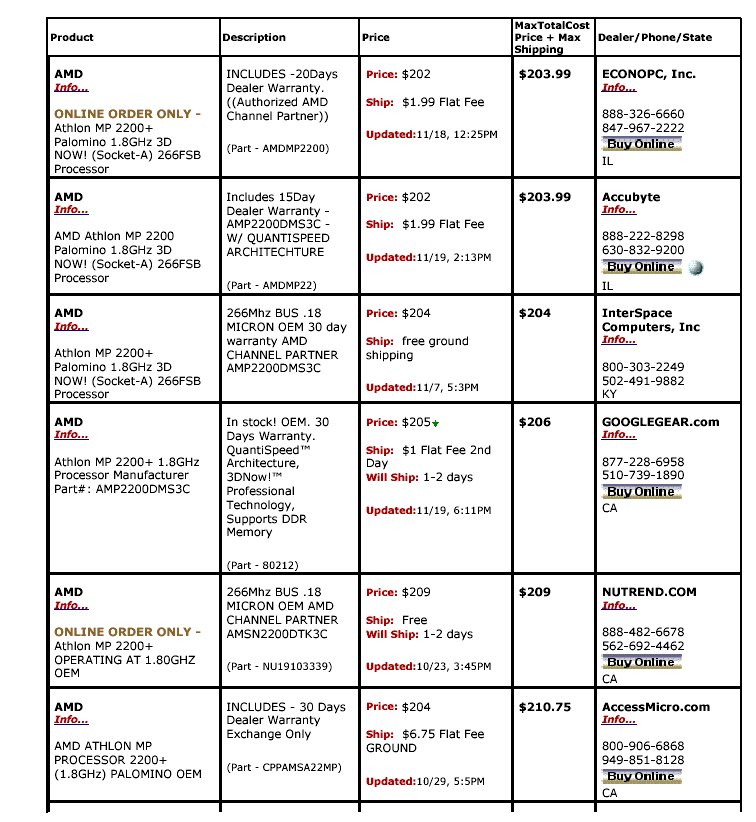 Product
Description
Price
MaxTotalCost
Price + Max
Shipping
Dealer/Phone/State
AMD
Info...
ONLINE ORDER ONLY -
Athlon MP 2200+
Palomino 1.8GHz 3D
NOW! (Socket-A) 266FSB
Processor
INCLUDES -20Days
Dealer Warranty.
((Authorized AMD
Channel Partner))
(Part - AMDMP2200)
Price: $202
Ship: $1.99 Flat Fee
Updated:11/18, 12:25PM
$203.99
ECONOPC, Inc.
Info...
888-326-6660
847-967-2222
Buy Online
IL
AMD
Info...
AMD Athlon MP 2200
Palomino 1.8GHz 3D
NOW! (Socket-A) 266FSB
Processor
Includes 15Day
Dealer Warranty -
AMP2200DMS3C -
W/ QUANTISPEED
ARCHITECHTURE
(Part - AMDMP22)
Price: $202
Ship: $1.99 Flat Fee
Updated:11/19, 2:13PM
$203.99
Accubyte
Info...
888-222-8298
630-832-9200
Buy Online
IL
AMD
Info...
Athlon MP 2200+
Palomino 1.8GHz 3D
NOW! (Socket-A) 266FSB
Processor
266Mhz BUS .18
MICRON OEM 30 day
warranty AMD
CHANNEL PARTNER
AMP2200DMS3C
Price: $204
Ship: free ground
shipping
Updated:11/7, 5:3PM
$204
InterSpace
Computers, Inc
Info...
800-303-2249
502-491-9882
KY
AMD
Info...
Athlon MP 2200+ 1.8GHz
Processor Manufacturer
Part#: AMP2200DMS3C
In stock! OEM. 30
Days Warranty.
QuantiSpeed™
Architecture,
3DNow!™
Professional
Technology,
Supports DDR
Memory
(Part - 80212)
Price: $205
Ship: $1 Flat Fee 2nd
Day
Will Ship: 1-2 days
Updated:11/19, 6:11PM
$206
GOOGLEGEAR.com
Info...
877-228-6958
510-739-1890
Buy Online
CA
AMD
Info...
ONLINE ORDER ONLY -
Athlon MP 2200+
OPERATING AT 1.80GHZ
OEM
266Mhz BUS .18
MICRON OEM AMD
CHANNEL PARTNER
AMSN2200DTK3C
(Part - NU19103339)
Price: $209
Ship: Free
Will Ship: 1-2 days
Updated:10/23, 3:45PM
$209
NUTREND.COM
Info...
888-482-6678
562-692-4462
Buy Online
CA
AMD
Info...
AMD ATHLON MP
PROCESSOR 2200+
(1.8GHz) PALOMINO OEM
INCLUDES - 30 Days
Dealer Warranty
Exchange Only
(Part - CPPAMSA22MP)
Price: $204
Ship: $6.75 Flat Fee
GROUND
Updated:10/29, 5:5PM
$210.75
AccessMicro.com
Info...
800-906-6868
949-851-8128
Buy Online
CA